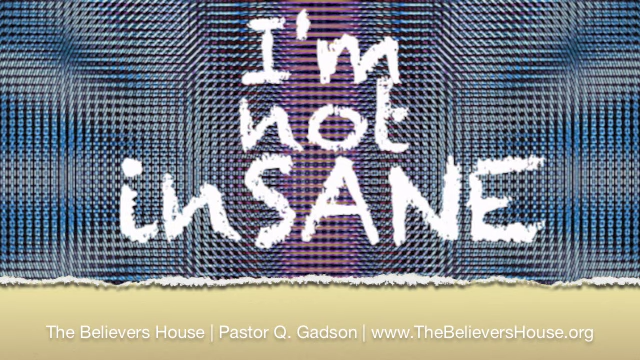 I'm
not
inSANE
The Believers House | Pastor Q. Gadson | www.TheBelieversHouse.org